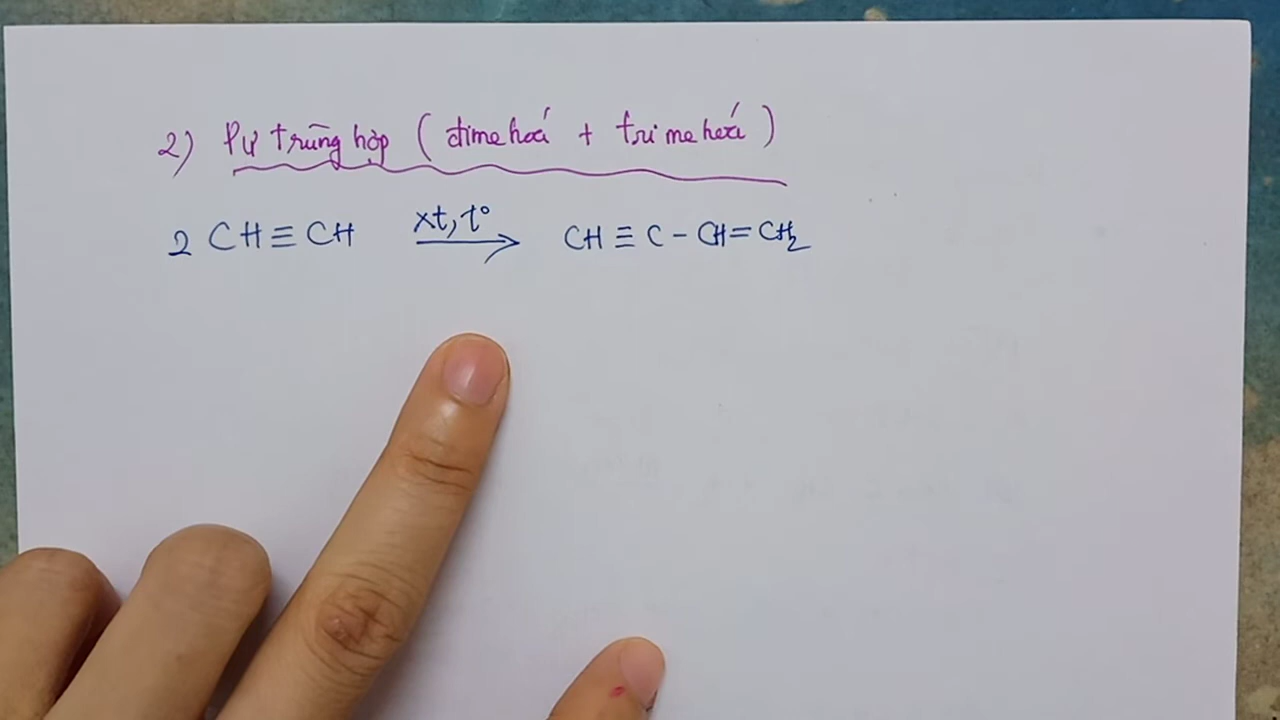 2) Pư trùng hợp ( đime hoá + trime hoá )
2 CH ≡ CH xt, t° → CH ≡ C - CH = CH₂